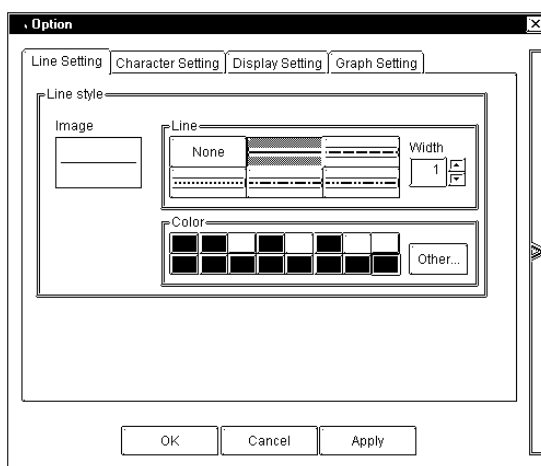 Option
Line Setting Character Setting Display Setting Graph Setting
Line style
Image
Line
None
Width
1
Color
Other...
OK Cancel Apply